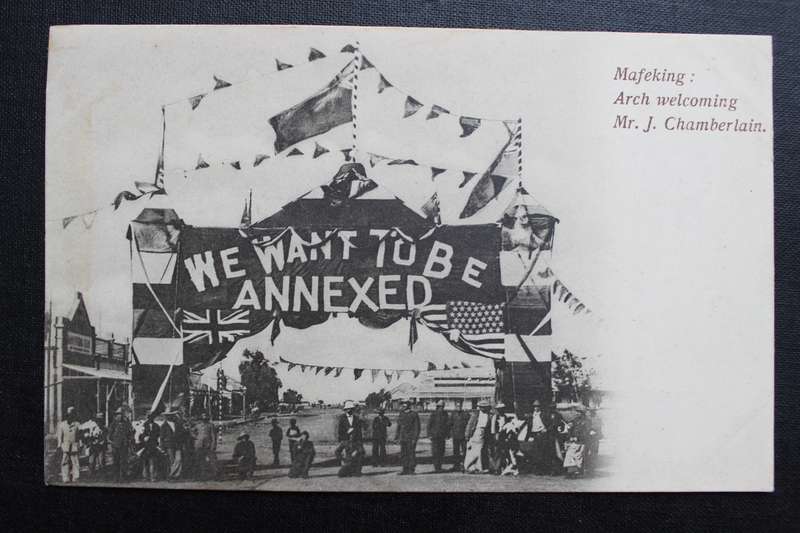 Mafeking :
Arch welcoming
Mr. J. Chamberlain.
WE WANT TO BE
ANNEXED